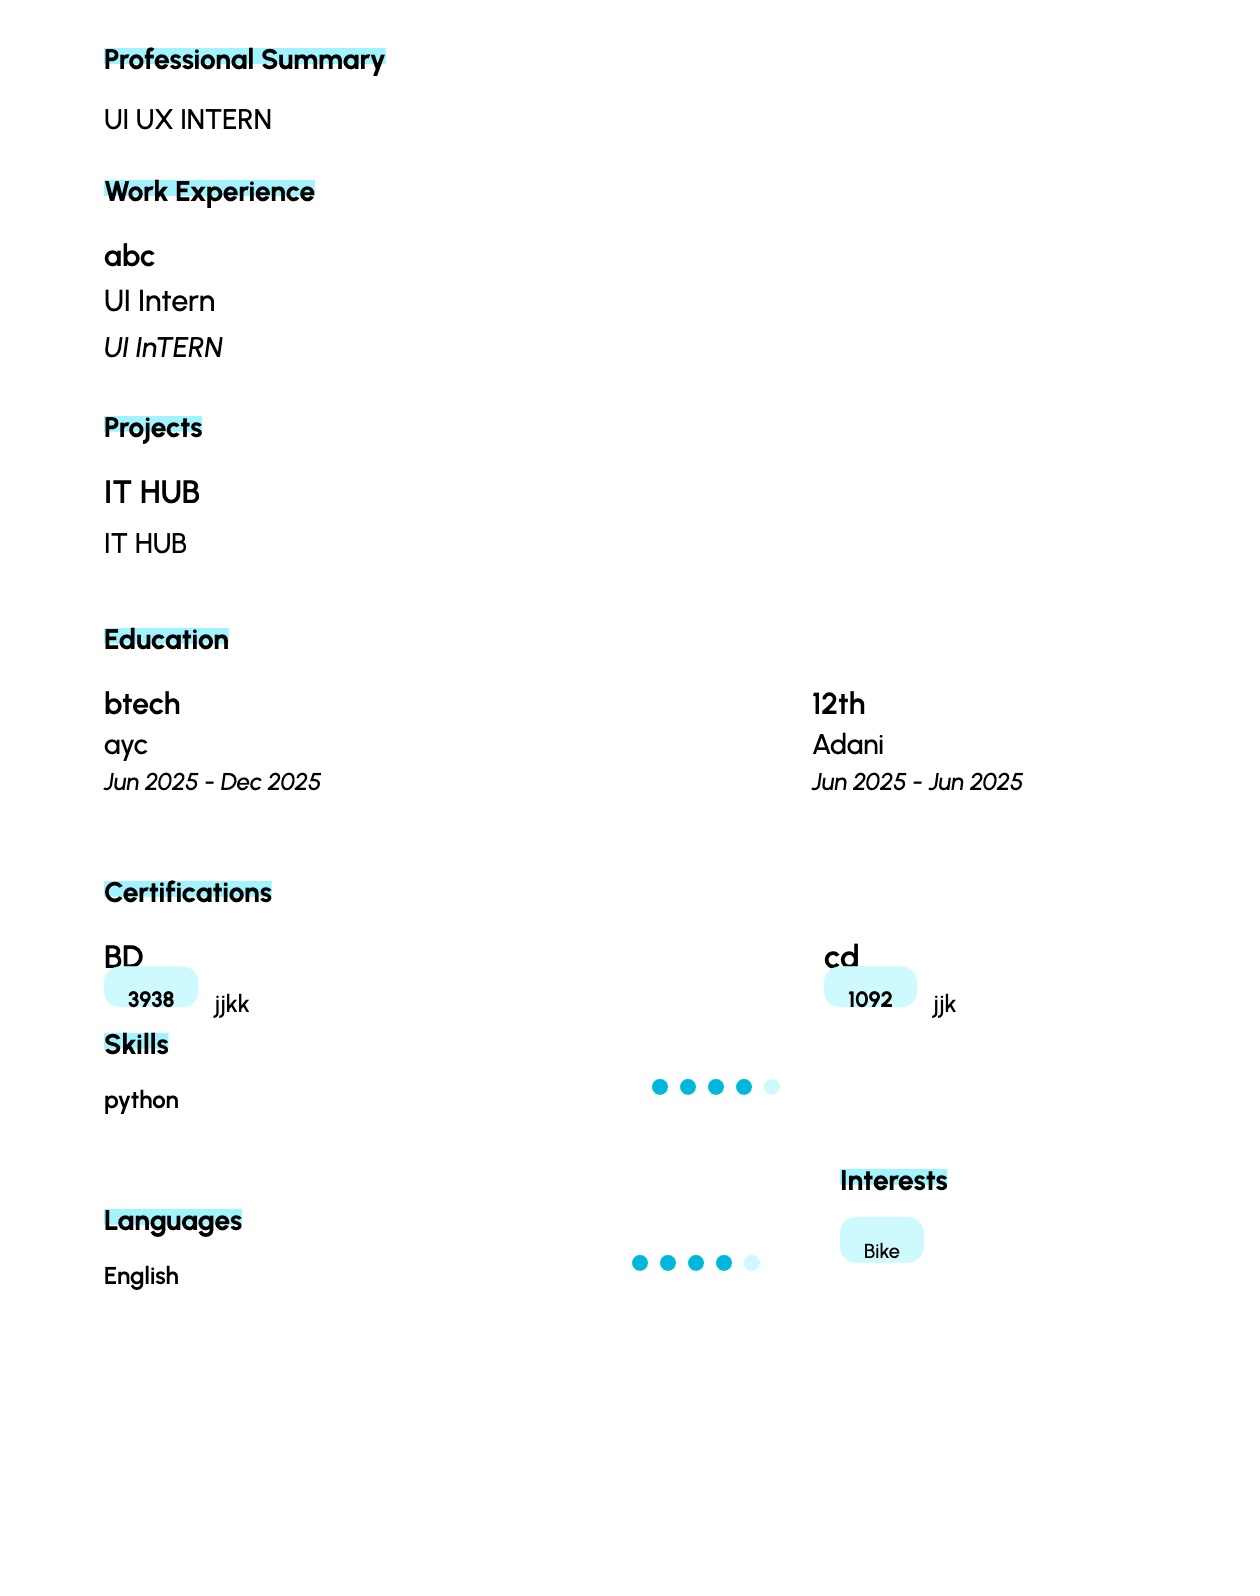 Professional Summary
UI UX INTERN
Work Experience
abc
UI Intern
UI InTERN
Projects
IT HUB
IT HUB
Education
btech
ayc
Jun 2025 - Dec 2025
12th
Adani
Jun 2025 - Jun 2025
Certifications
BD
3938 jjkk
cd
1092 jjk
Skills
python
Languages
English
Interests
Bike